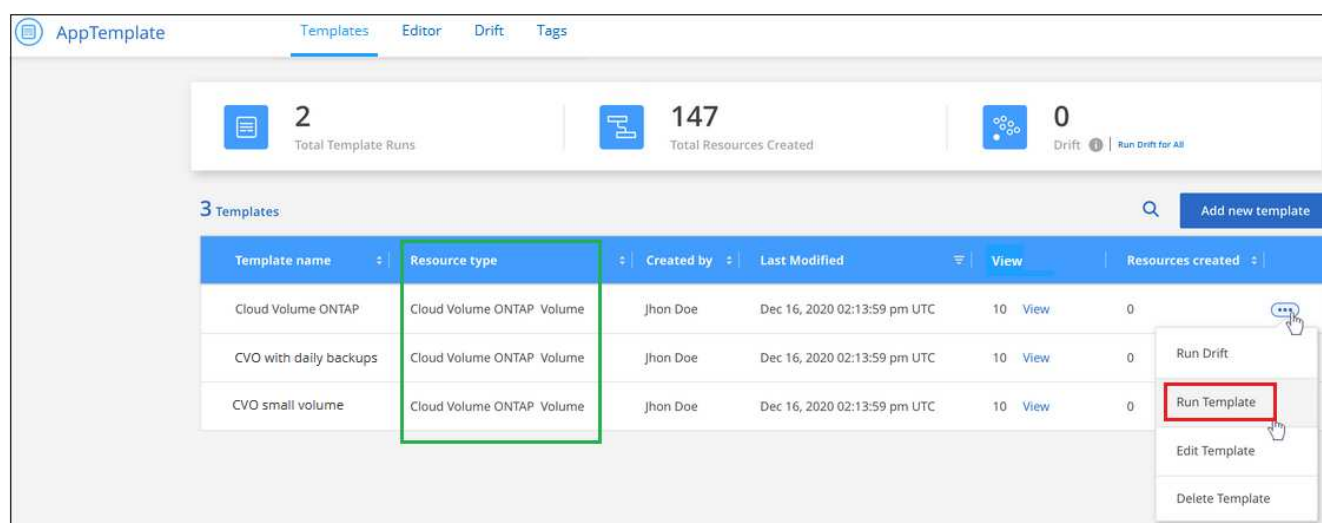 AppTemplate Templates Editor Drift Tags
2 147 0
Total Template Runs Total Resources Created Drift Run Drift for All
3 Templates Add new template
Template name Resource type Created by Last Modified View Resources created
Cloud Volume ONTAP Cloud Volume ONTAP Volume Jhon Doe Dec 16, 2020 02:13:59 pm UTC 10 View 0
CVO with daily backups Cloud Volume ONTAP Volume Jhon Doe Dec 16, 2020 02:13:59 pm UTC 10 View 0
CVO small volume Cloud Volume ONTAP Volume Jhon Doe Dec 16, 2020 02:13:59 pm UTC 10 View 0
Run Drift
Run Template
Edit Template
Delete Template